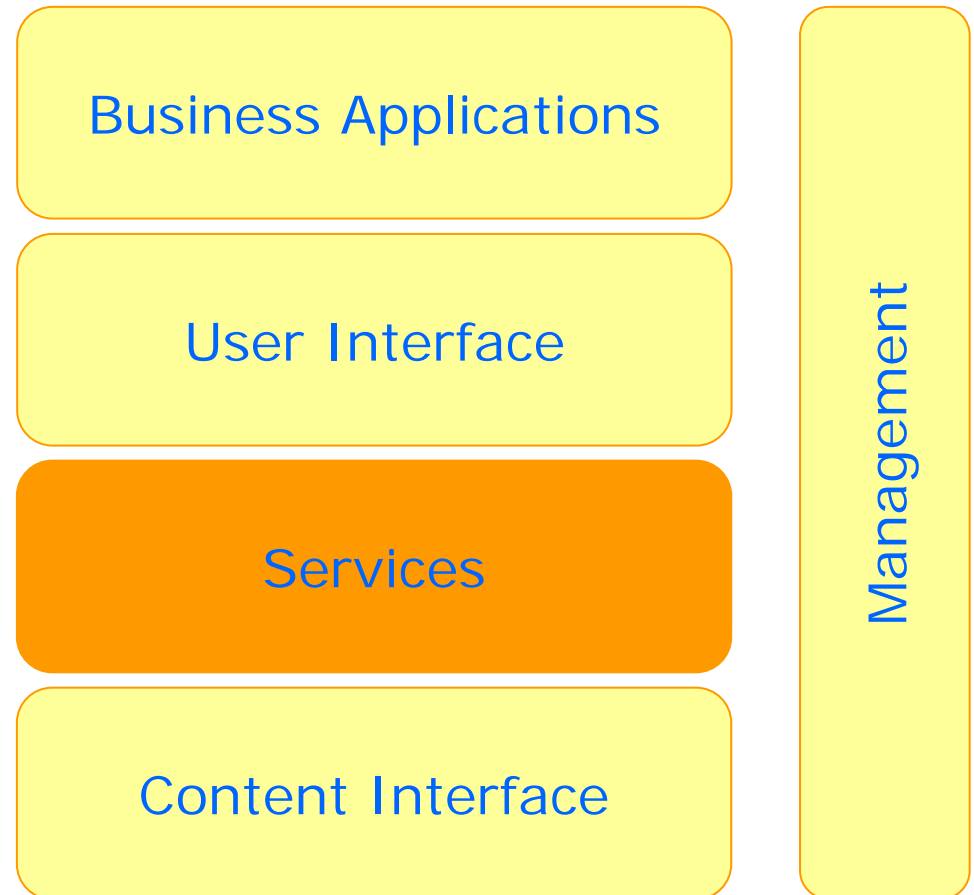 Business Applications
User Interface
Services
Content Interface
Management